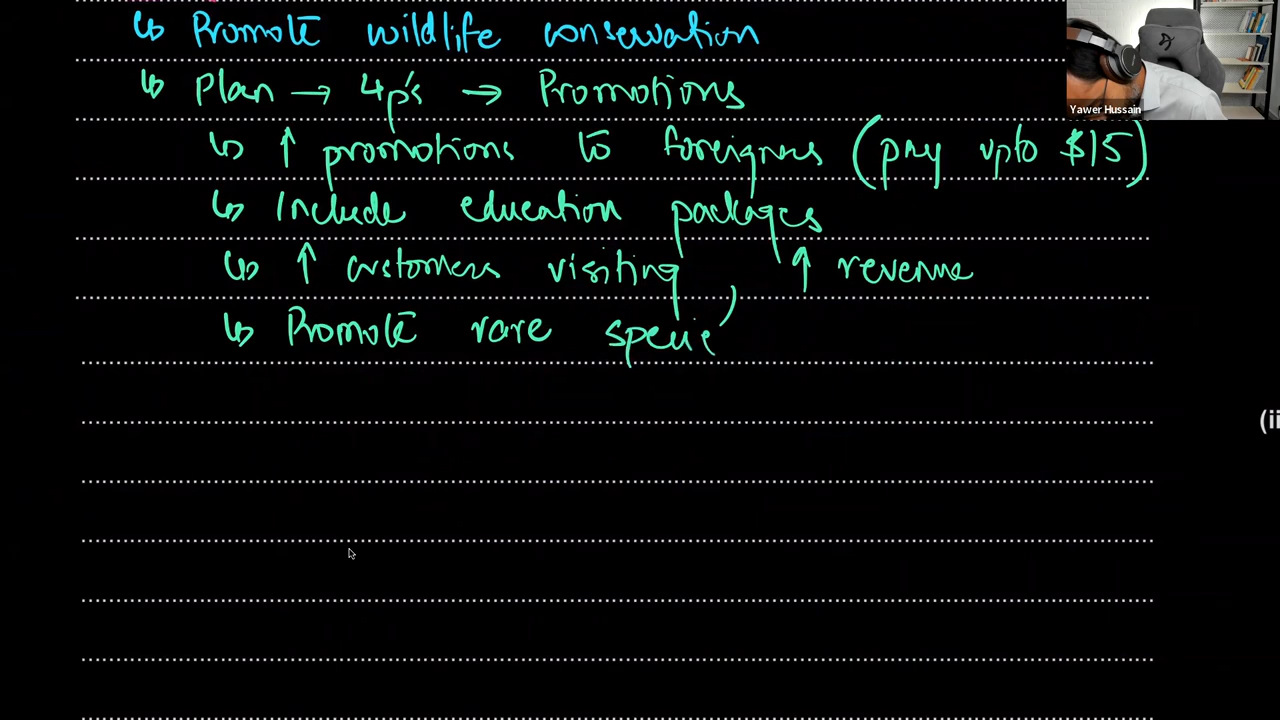 ↳ Promote wildlife conservation
Yawer Hussain
↳ Plan → 4p's → Promotions
↳ ↑ promotions to foreigners (pay upto $15)
↳ Include education packages
↳ ↑ customers visiting, ↑ revenue
↳ Promote rare specie
(ii